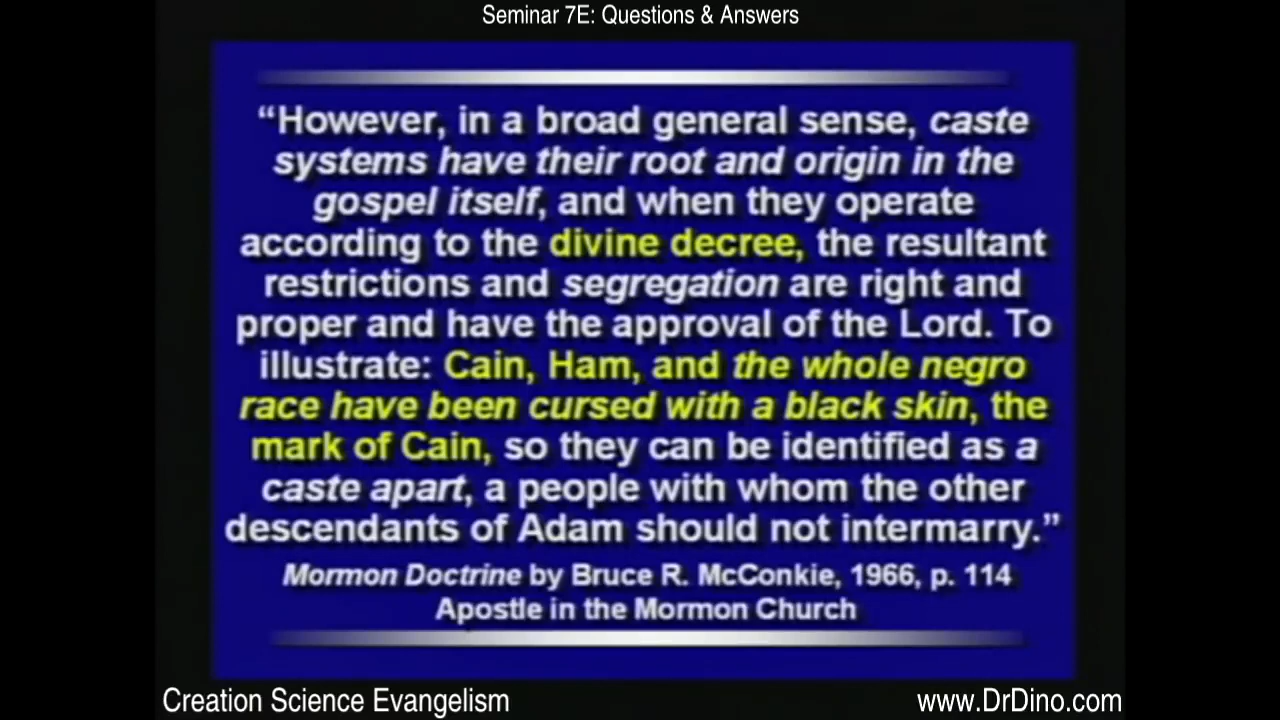 Seminar 7E: Questions & Answers
“However, in a broad general sense, caste
systems have their root and origin in the
gospel itself, and when they operate
according to the divine decree, the resultant
restrictions and segregation are right and
proper and have the approval of the Lord. To
illustrate: Cain, Ham, and the whole negro
race have been cursed with a black skin, the
mark of Cain, so they can be identified as a
caste apart, a people with whom the other
descendants of Adam should not intermarry.”
Mormon Doctrine by Bruce R. McConkie, 1966, p. 114
Apostle in the Mormon Church
Creation Science Evangelism
www.DrDino.com